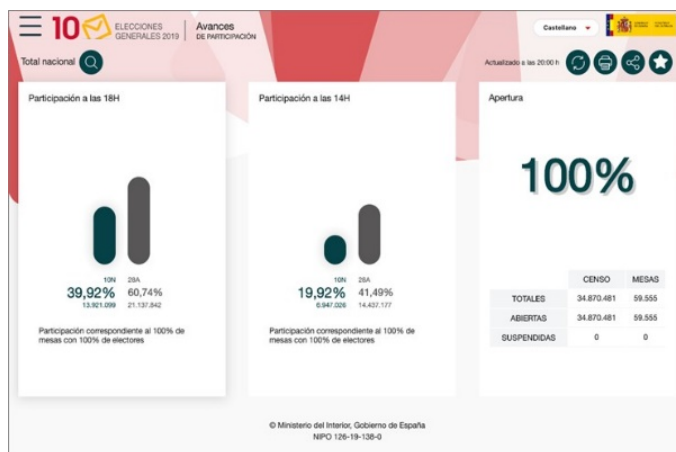 10
ELECCIONES
GENERALES 2019
Avances
DE PARTICIPACIÓN
Castellano
Total nacional
Actualizado a las 20:00 h
Participación a las 18H
10N 28A
39,92% 60,74%
13.921.099 21.137.842
Participación correspondiente al 100% de
mesas con 100% de electores
Participación a las 14H
10N 28A
19,92% 41,49%
6.947.026 14.437.177
Participación correspondiente al 100% de
mesas con 100% de electores
Apertura
100%
CENSO MESAS
TOTALES 34.870.481 59.555
ABIERTAS 34.870.481 59.555
SUSPENDIDAS 0 0
© Ministerio del Interior, Gobierno de España
NIPO 126-19-138-0